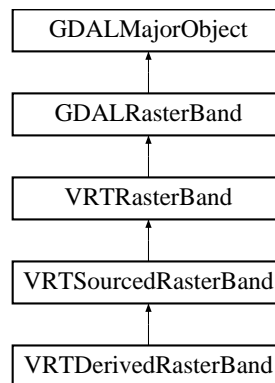 GDALMajorObject
GDALRasterBand
VRTRasterBand
VRTSourcedRasterBand
VRTDerivedRasterBand